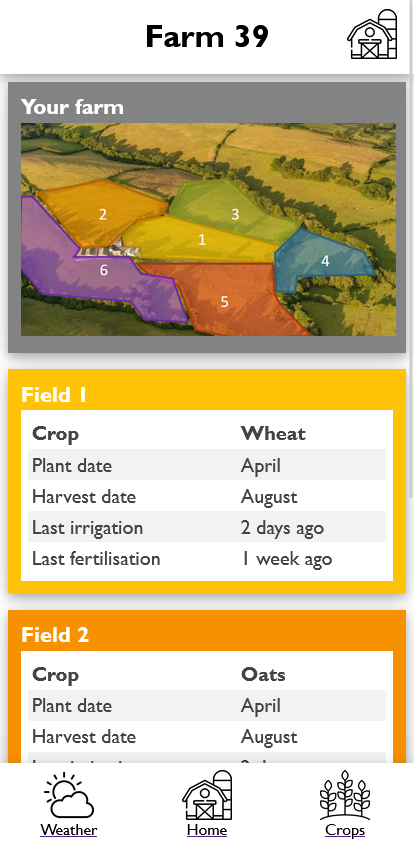 Farm 39
Your farm
2
3
1
4
6
5
Field 1
Crop Wheat
Plant date April
Harvest date August
Last irrigation 2 days ago
Last fertilisation 1 week ago
Field 2
Crop Oats
Plant date April
Harvest date August
Weather Home Crops